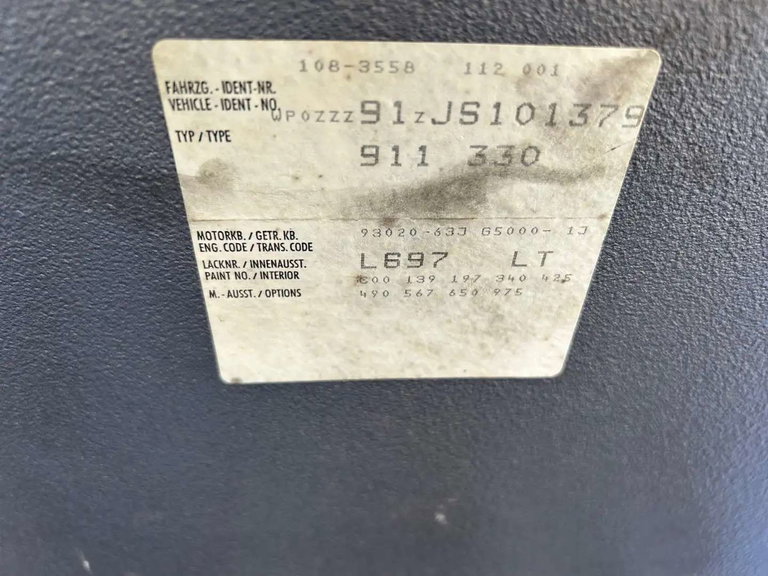 108-3558 112 001
FAHRZG.-IDENT-NR.
VEHICLE-IDENT-NO. WP0ZZZ91ZJS101379
TYP/TYPE 911 330
MOTORKB./GETR.KB. 93020-63J G5000-1J
ENG.CODE/TRANS.CODE
LACKNR./INNENAUSST. L697 LT
PAINT NO./INTERIOR C00 139 197 340 425
M.-AUSST./OPTIONS 490 567 650 975